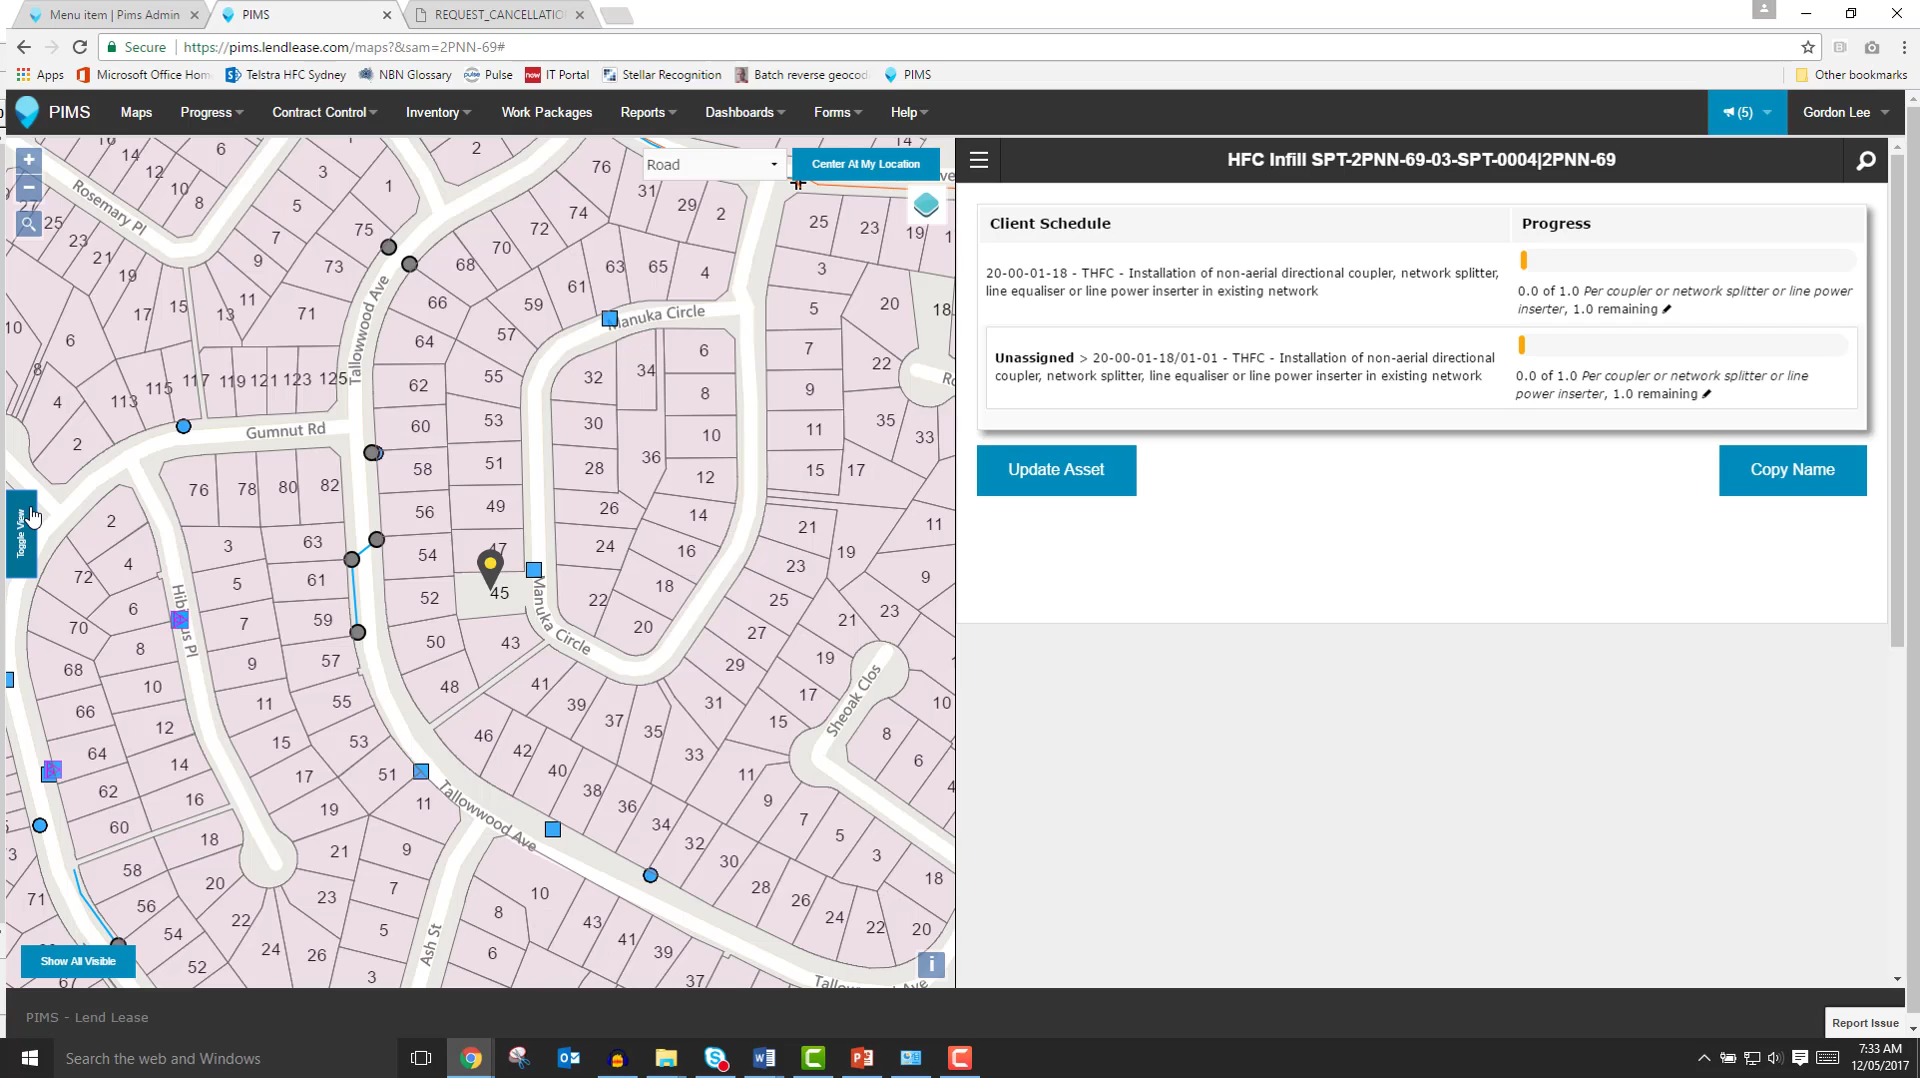 Menu item | Pims Admin
PIMS
REQUEST_CANCELLATIO
Secure
https://pims.lendlease.com/maps?&sam=2PNN-69#
Apps
Microsoft Office Hom
Telstra HFC Sydney
NBN Glossary
Pulse
IT Portal
Stellar Recognition
Batch reverse geocod
PIMS
Other bookmarks
PIMS
Maps
Progress
Contract Control
Inventory
Work Packages
Reports
Dashboards
Forms
Help
(5)
Gordon Lee
Road
Center At My Location
HFC Infill SPT-2PNN-69-03-SPT-0004|2PNN-69
Client Schedule
Progress
20-00-01-18 - THFC - Installation of non-aerial directional coupler, network splitter,
line equaliser or line power inserter in existing network
0.0 of 1.0 Per coupler or network splitter or line power
inserter, 1.0 remaining
Unassigned > 20-00-01-18/01-01 - THFC - Installation of non-aerial directional
coupler, network splitter, line equaliser or line power inserter in existing network
0.0 of 1.0 Per coupler or network splitter or line
power inserter, 1.0 remaining
Update Asset
Copy Name
Rosemary Pl
Tallowwood Ave
Manuka Circle
Gumnut Rd
Toggle View
Manuka Circle
Sheoak Clos
Tallowwood Ave
Ash St
Show All Visible
i
PIMS - Lend Lease
Report Issue
Search the web and Windows
7:33 AM
12/05/2017